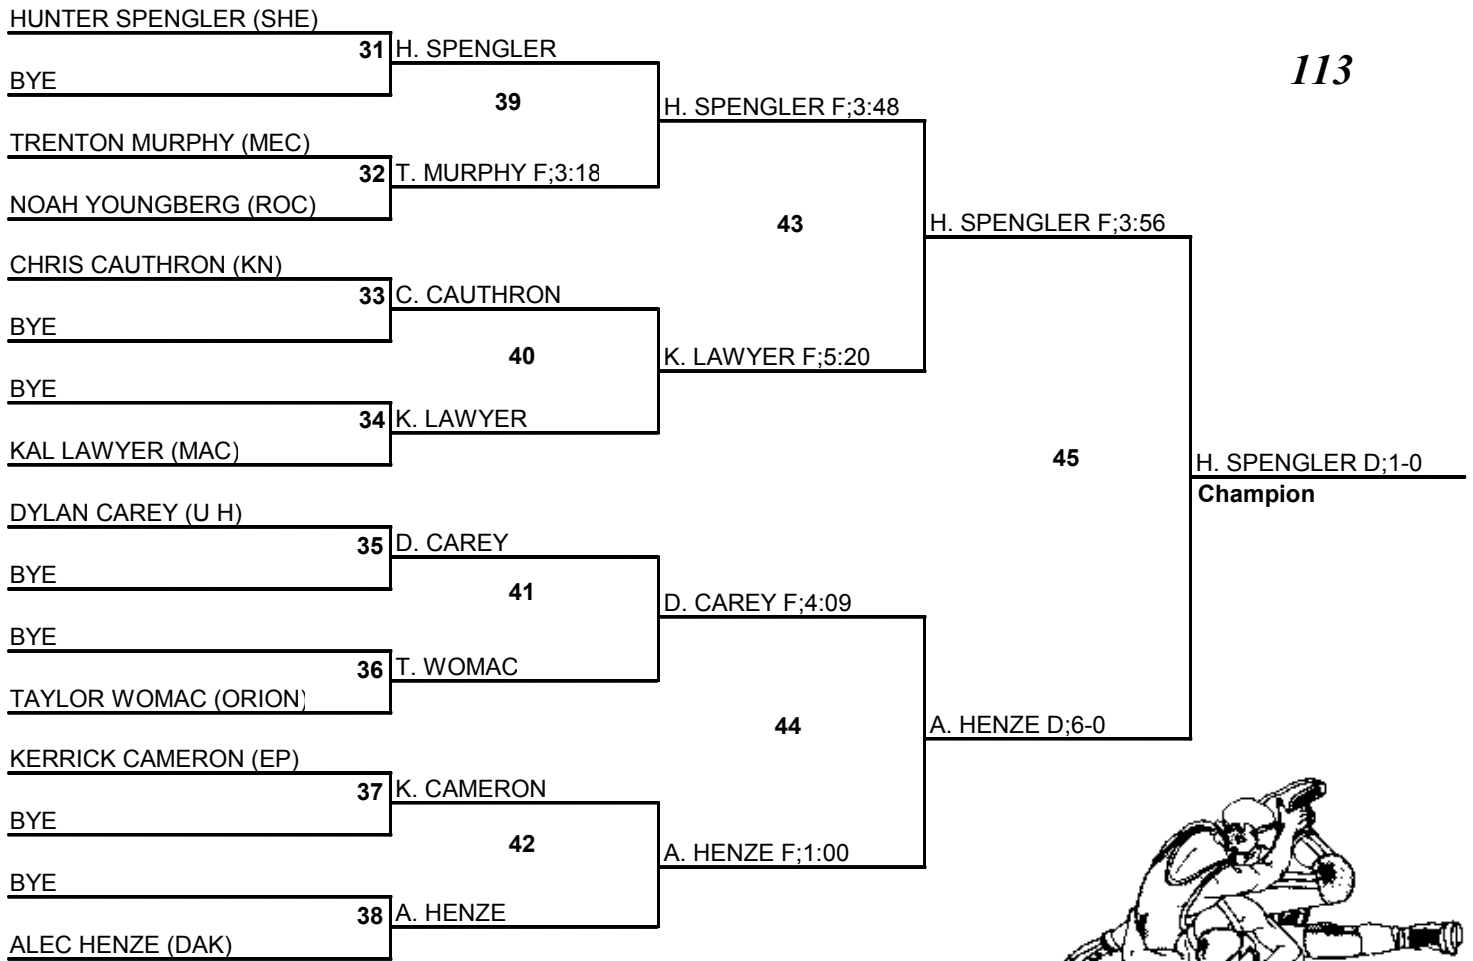 HUNTER SPENGLER (SHE)
31 H. SPENGLER
BYE
113
39
H. SPENGLER F;3:48
TRENTON MURPHY (MEC)
32 T. MURPHY F;3:18
NOAH YOUNGBERG (ROC)
43
H. SPENGLER F;3:56
CHRIS CAUTHRON (KN)
33 C. CAUTHRON
BYE
40
K. LAWYER F;5:20
BYE
34 K. LAWYER
KAL LAWYER (MAC)
45
H. SPENGLER D;1-0
Champion
DYLAN CAREY (U H)
35 D. CAREY
BYE
41
D. CAREY F;4:09
BYE
36 T. WOMAC
TAYLOR WOMAC (ORION)
44
A. HENZE D;6-0
KERRICK CAMERON (EP)
37 K. CAMERON
BYE
42
A. HENZE F;1:00
BYE
38 A. HENZE
ALEC HENZE (DAK)